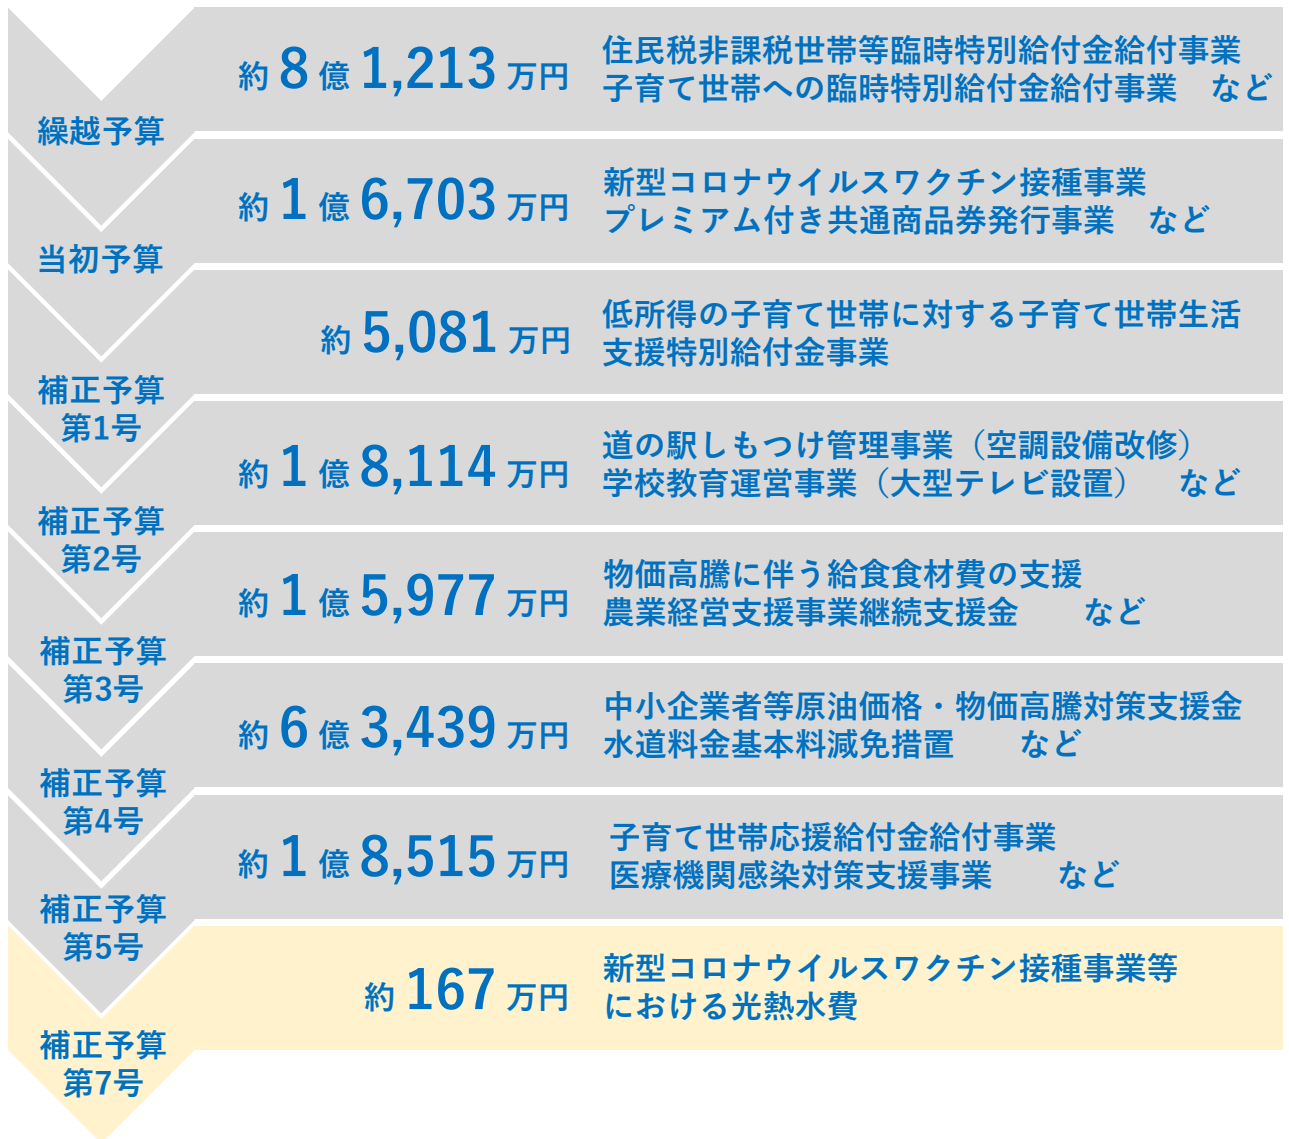 繰越予算
約 8 億 1,213 万円
住民税非課税世帯等臨時特別給付金給付事業
子育て世帯への臨時特別給付金給付事業　など
当初予算
約 1 億 6,703 万円
新型コロナウイルスワクチン接種事業
プレミアム付き共通商品券発行事業　など
補正予算
第1号
約 5,081 万円
低所得の子育て世帯に対する子育て世帯生活
支援特別給付金事業
補正予算
第2号
約 1 億 8,114 万円
道の駅しもつけ管理事業（空調設備改修）
学校教育運営事業（大型テレビ設置）　など
補正予算
第3号
約 1 億 5,977 万円
物価高騰に伴う給食食材費の支援
農業経営支援事業継続支援金　　など
補正予算
第4号
約 6 億 3,439 万円
中小企業者等原油価格・物価高騰対策支援金
水道料金基本料減免措置　　など
補正予算
第5号
約 1 億 8,515 万円
子育て世帯応援給付金給付事業
医療機関感染対策支援事業　　など
補正予算
第7号
約 167 万円
新型コロナウイルスワクチン接種事業等
における光熱水費